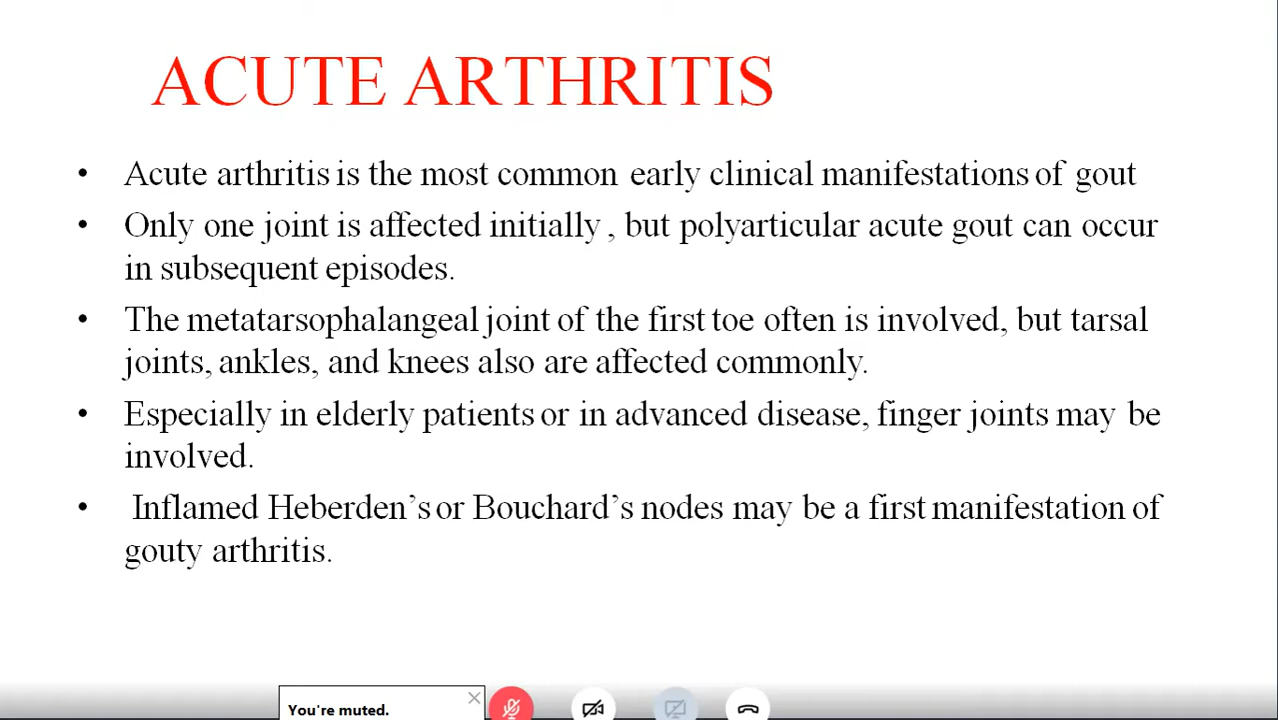 ACUTE ARTHRITIS
• Acute arthritis is the most common early clinical manifestations of gout
• Only one joint is affected initially , but polyarticular acute gout can occur
in subsequent episodes.
• The metatarsophalangeal joint of the first toe often is involved, but tarsal
joints, ankles, and knees also are affected commonly.
• Especially in elderly patients or in advanced disease, finger joints may be
involved.
• Inflamed Heberden’s or Bouchard’s nodes may be a first manifestation of
gouty arthritis.
You're muted.